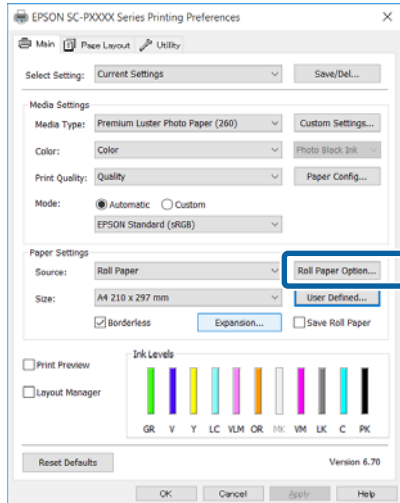 EPSON SC-PXXXX Series Printing Preferences
Main Page Layout Utility
Select Setting: Current Settings Save/Del...
Media Settings
Media Type: Premium Luster Photo Paper (260) Custom Settings...
Color: Color Photo Black Ink
Print Quality: Quality Paper Config...
Mode: Automatic Custom
EPSON Standard (sRGB)
Paper Settings
Source: Roll Paper Roll Paper Option...
Size: A4 210 x 297 mm User Defined...
Borderless Expansion... Save Roll Paper
Print Preview
Layout Manager
Ink Levels
GR V Y LC VLM OR MK VM LK C PK
Reset Defaults Version 6.70
OK Cancel Apply Help